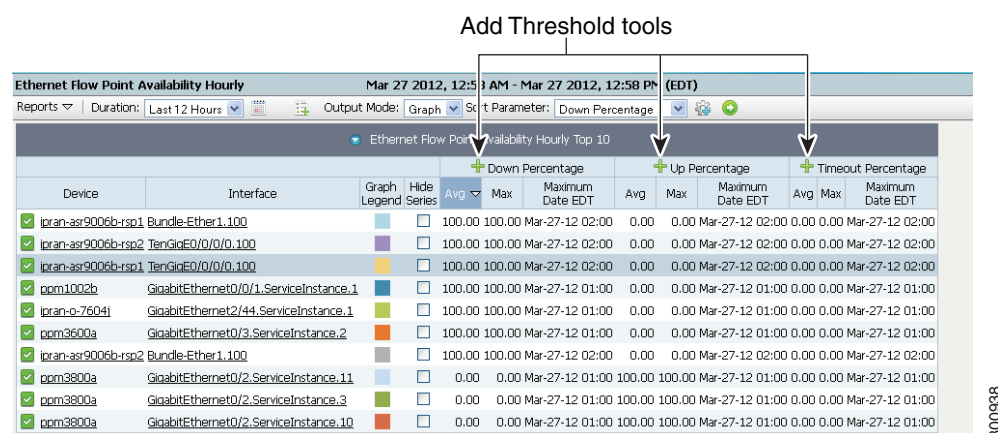 Add Threshold tools
Ethernet Flow Point Availability Hourly Mar 27 2012, 12:58 AM - Mar 27 2012, 12:58 PM (EDT)
Reports Duration: Last 12 Hours Output Mode: Graph Sort Parameter: Down Percentage
Ethernet Flow Point Availability Hourly Top 10
Down Percentage Up Percentage Timeout Percentage
Device Interface Graph Legend Hide Series Avg Max Maximum Date EDT Avg Max Maximum Date EDT Avg Max Maximum Date EDT
ipran-asr9006b-rsp1 Bundle-Ether1.100 100.00 100.00 Mar-27-12 02:00 0.00 0.00 Mar-27-12 02:00 0.00 0.00 Mar-27-12 02:00
ipran-asr9006b-rsp2 TenGigE0/0/0/0.100 100.00 100.00 Mar-27-12 02:00 0.00 0.00 Mar-27-12 02:00 0.00 0.00 Mar-27-12 02:00
ipran-asr9006b-rsp1 TenGigE0/0/0/0.100 100.00 100.00 Mar-27-12 02:00 0.00 0.00 Mar-27-12 02:00 0.00 0.00 Mar-27-12 02:00
ppm1002b GigabitEthernet0/0/1.ServiceInstance.1 100.00 100.00 Mar-27-12 01:00 0.00 0.00 Mar-27-12 01:00 0.00 0.00 Mar-27-12 01:00
ipran-o-7604j GigabitEthernet2/44.ServiceInstance.1 100.00 100.00 Mar-27-12 01:00 0.00 0.00 Mar-27-12 01:00 0.00 0.00 Mar-27-12 01:00
ppm3600a GigabitEthernet0/3.ServiceInstance.2 100.00 100.00 Mar-27-12 01:00 0.00 0.00 Mar-27-12 01:00 0.00 0.00 Mar-27-12 01:00
ipran-asr9006b-rsp2 Bundle-Ether1.100 100.00 100.00 Mar-27-12 02:00 0.00 0.00 Mar-27-12 02:00 0.00 0.00 Mar-27-12 02:00
ppm3800a GigabitEthernet0/2.ServiceInstance.11 0.00 0.00 Mar-27-12 01:00 100.00 100.00 Mar-27-12 01:00 0.00 0.00 Mar-27-12 01:00
ppm3800a GigabitEthernet0/2.ServiceInstance.3 0.00 0.00 Mar-27-12 01:00 100.00 100.00 Mar-27-12 01:00 0.00 0.00 Mar-27-12 01:00
ppm3800a GigabitEthernet0/2.ServiceInstance.10 0.00 0.00 Mar-27-12 01:00 100.00 100.00 Mar-27-12 01:00 0.00 0.00 Mar-27-12 01:00